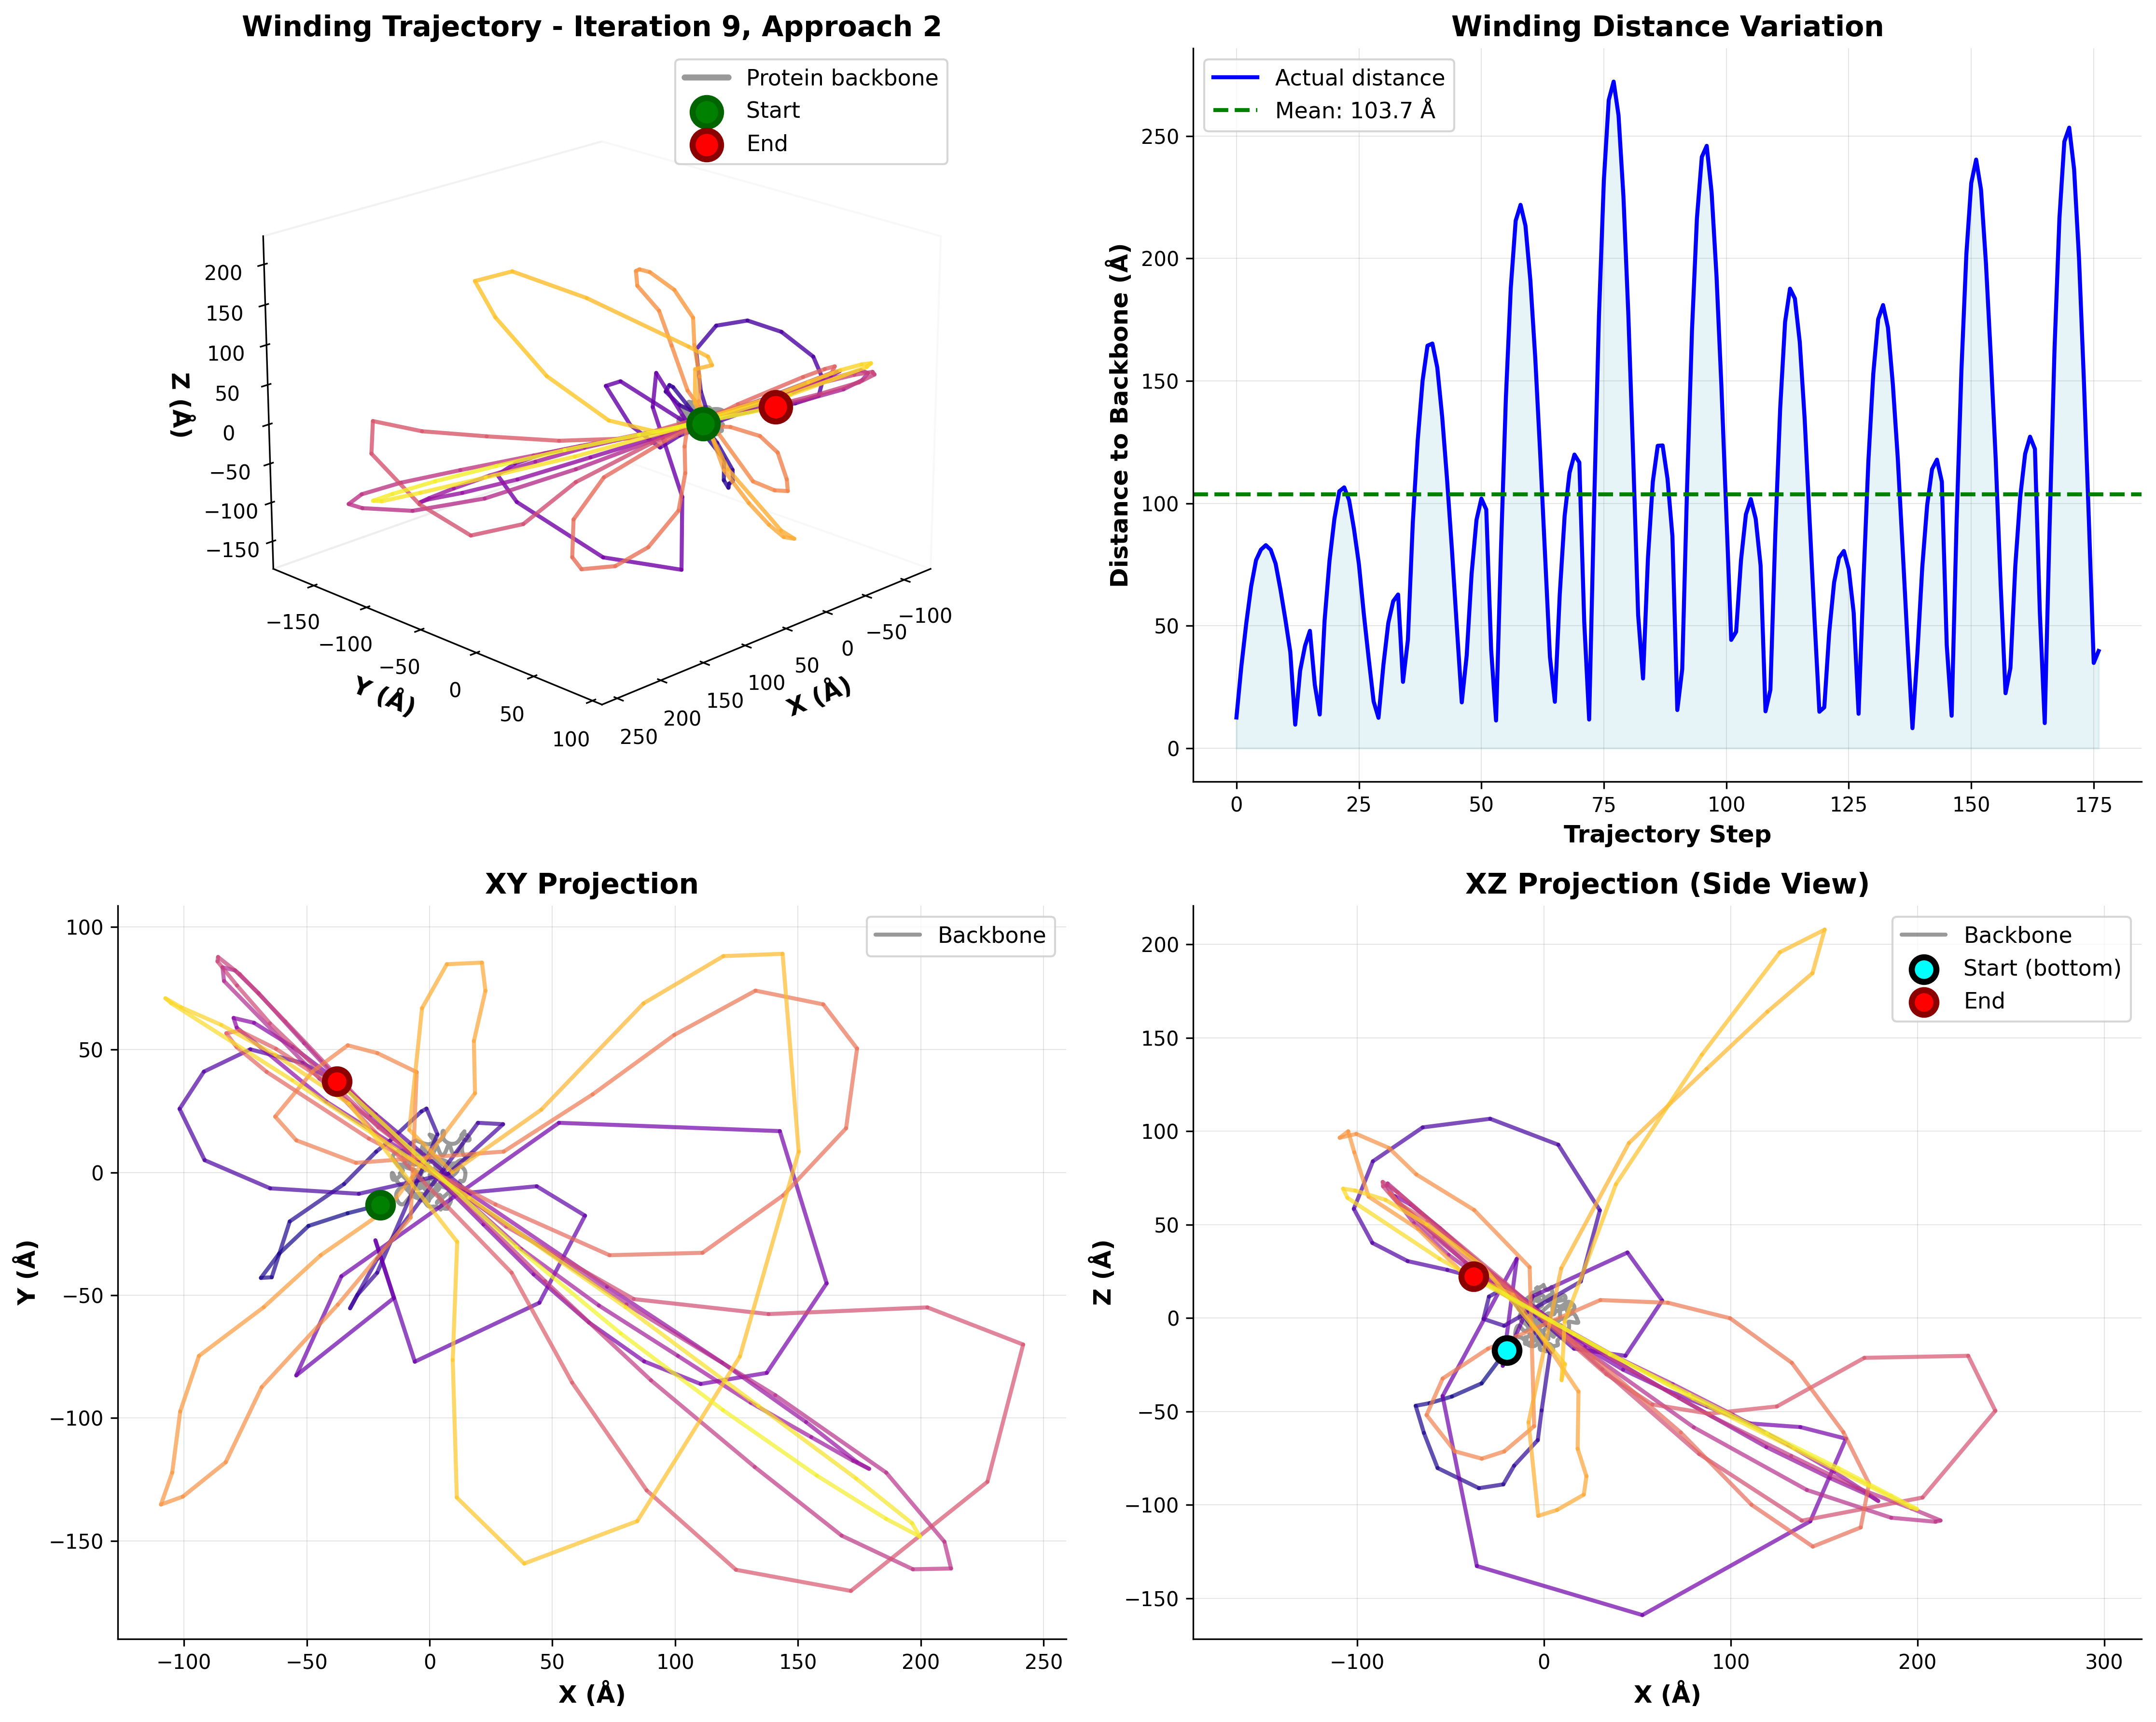 Winding Trajectory - Iteration 9, Approach 2
Protein backbone
Start
End
200
150
100
50
0
−50
−100
−150
Z (Å)
−150
−100
−50
0
50
100
Y (Å)
250
200
150
100
50
0
−50
−100
X (Å)
Winding Distance Variation
Actual distance
Mean: 103.7 Å
250
200
150
100
50
0
Distance to Backbone (Å)
0
25
50
75
100
125
150
175
Trajectory Step
XY Projection
Backbone
100
50
0
−50
−100
−150
Y (Å)
−100
−50
0
50
100
150
200
250
X (Å)
XZ Projection (Side View)
Backbone
Start (bottom)
End
200
150
100
50
0
−50
−100
−150
Z (Å)
−100
0
100
200
300
X (Å)